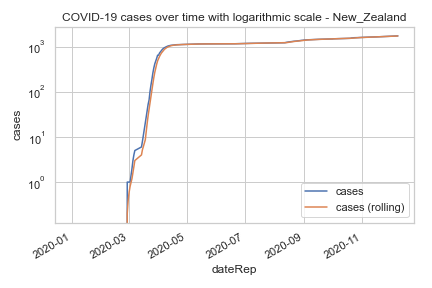 COVID-19 cases over time with logarithmic scale - New_Zealand
10³
10²
10¹
10⁰
cases
cases
cases (rolling)
2020-01
2020-03
2020-05
2020-07
2020-09
2020-11
dateRep